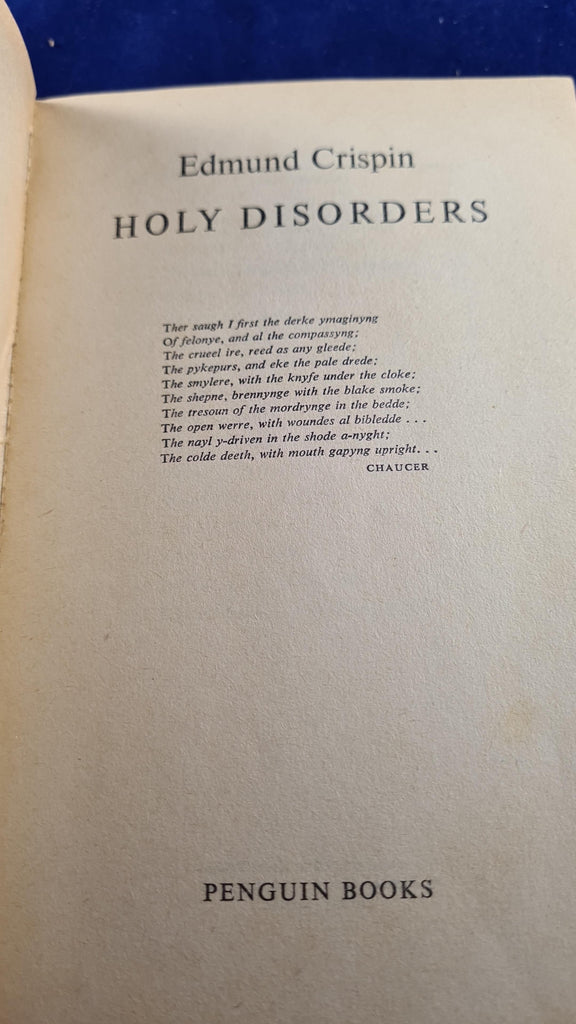 Edmund Crispin
HOLY DISORDERS
Ther saugh I first the derke ymaginyng
Of felonye, and al the compassyng;
The crueel ire, reed as any gleede;
The pykepurs, and eke the pale drede;
The smylere, with the knyfe under the cloke;
The shepne, brennynge with the blake smoke;
The tresoun of the mordrynge in the bedde;
The open werre, with woundes al bibledde . . .
The nayl y-driven in the shode a-nyght;
The colde deeth, with mouth gapyng upright. . .
CHAUCER
PENGUIN BOOKS